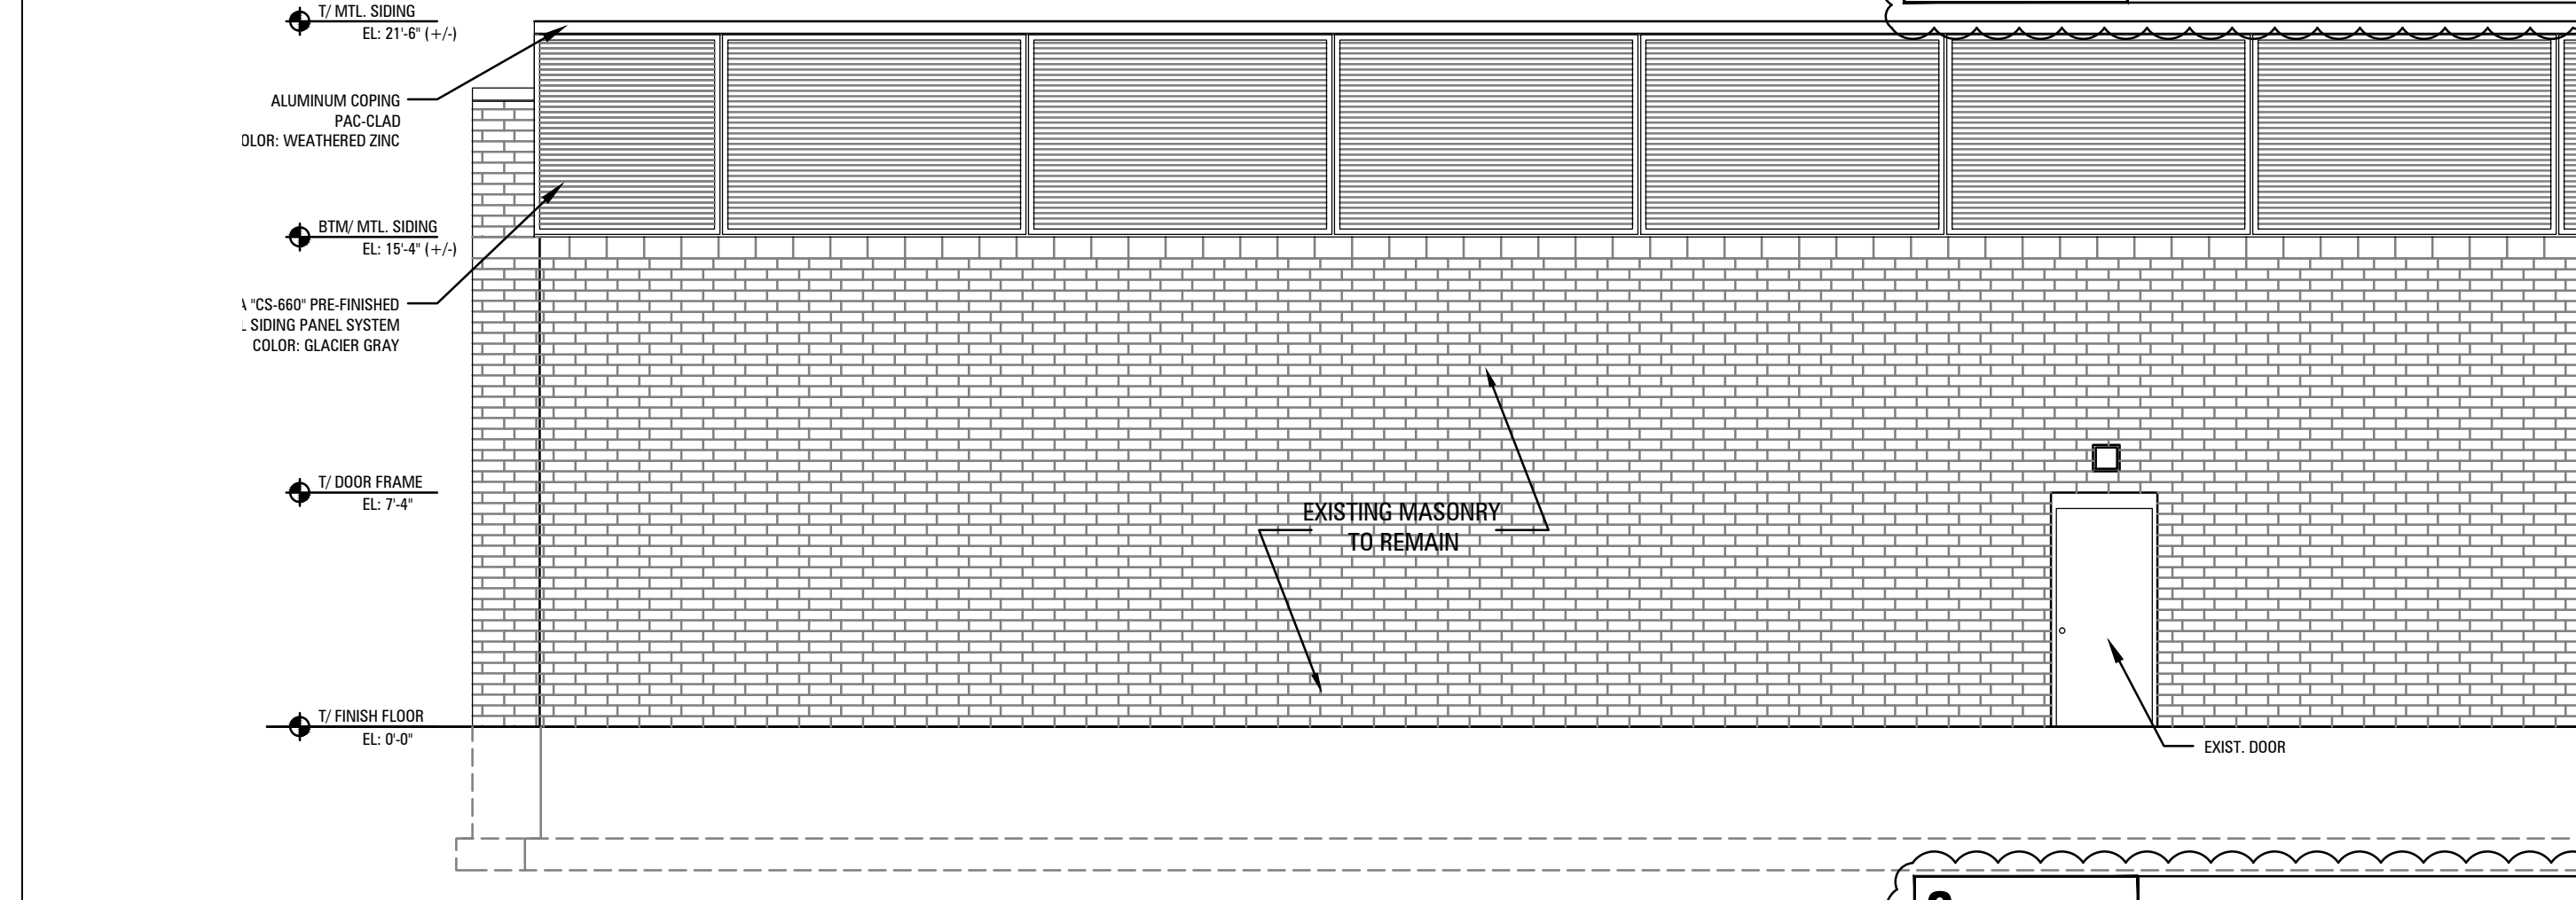 T/ MTL. SIDING
EL: 21'-6" (+/-)
ALUMINUM COPING
PAC-CLAD
OLOR: WEATHERED ZINC
BTM/ MTL. SIDING
EL: 15'-4" (+/-)
"CS-660" PRE-FINISHED
SIDING PANEL SYSTEM
COLOR: GLACIER GRAY
T/ DOOR FRAME
EL: 7'-4"
EXISTING MASONRY
TO REMAIN
T/ FINISH FLOOR
EL: 0'-0"
EXIST. DOOR